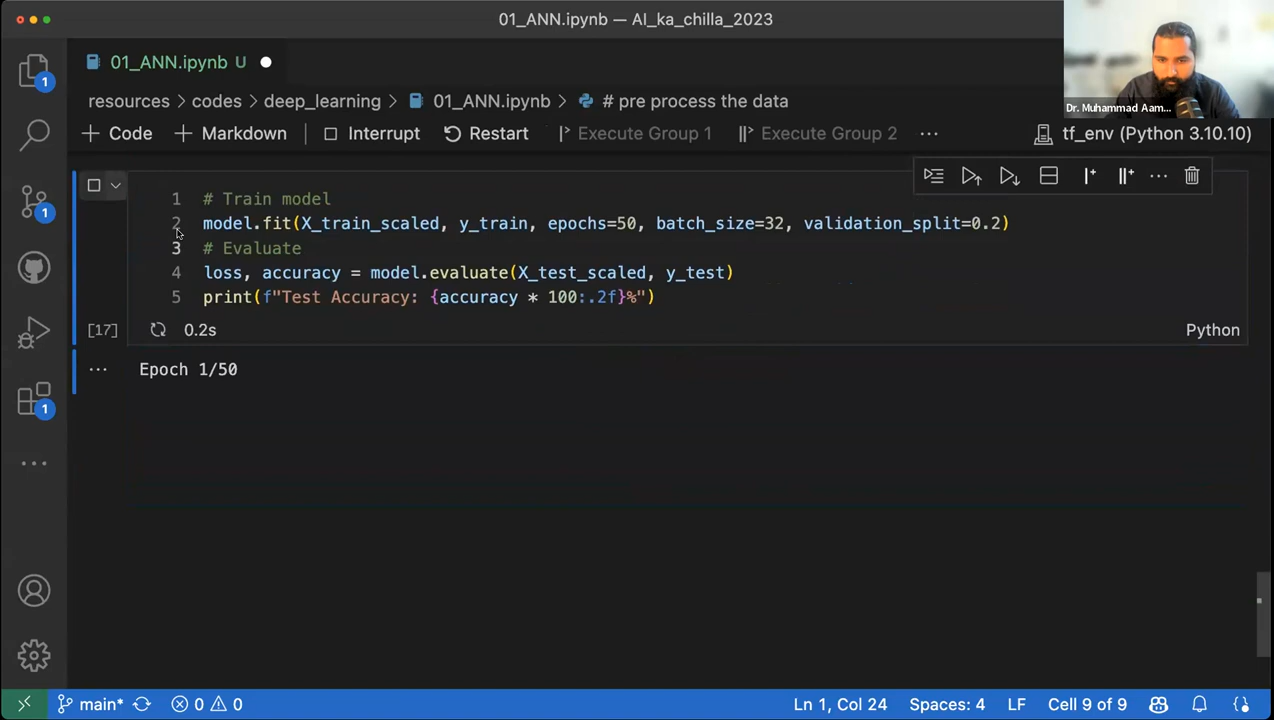 01_ANN.ipynb — AI_ka_chilla_2023
01_ANN.ipynb U
1
resources > codes > deep_learning > 01_ANN.ipynb > # pre process the data
Dr. Muhammad Aam...
+ Code + Markdown Interrupt Restart Execute Group 1 Execute Group 2 ... tf_env (Python 3.10.10)
1
1
1 # Train model
2 model.fit(X_train_scaled, y_train, epochs=50, batch_size=32, validation_split=0.2)
3 # Evaluate
4 loss, accuracy = model.evaluate(X_test_scaled, y_test)
5 print(f"Test Accuracy: {accuracy * 100:.2f}%")
[17] 0.2s Python
... Epoch 1/50
main* 0 0 Ln 1, Col 24 Spaces: 4 LF Cell 9 of 9